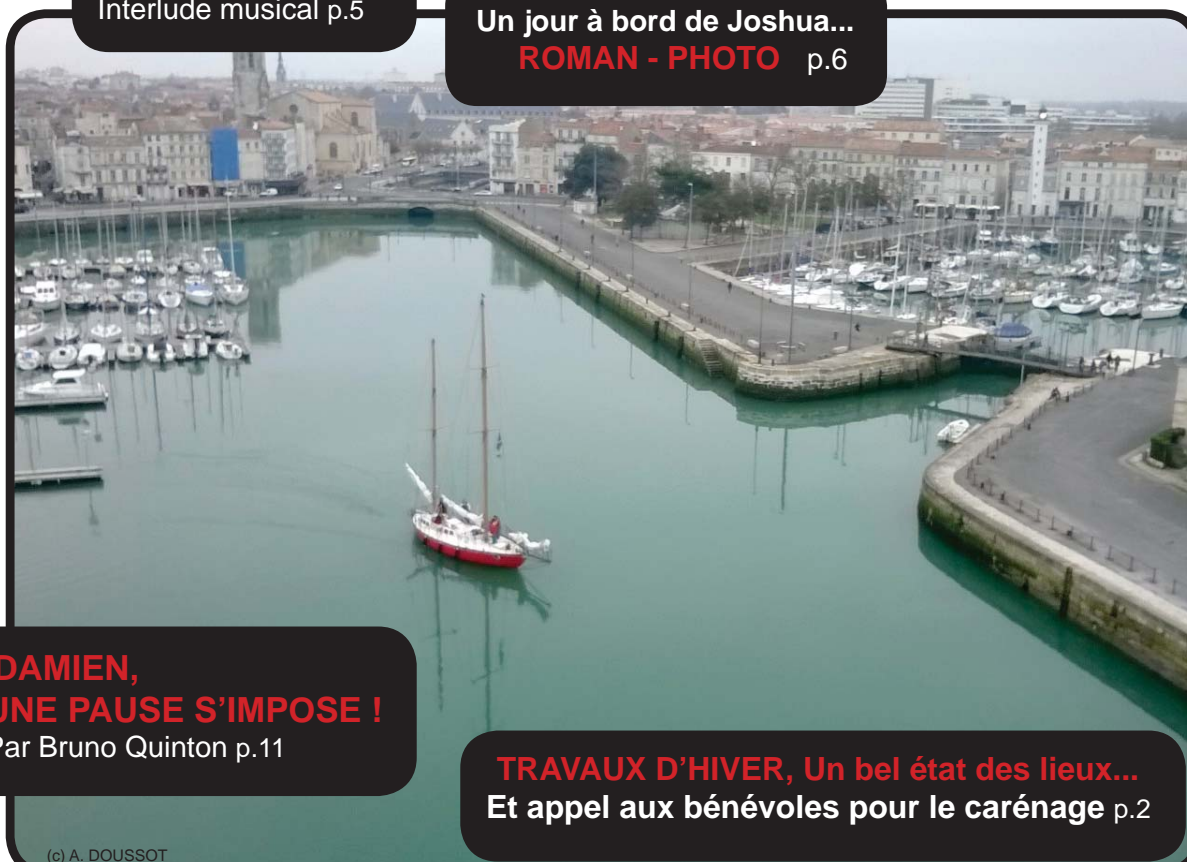 Interlude musical p.5
Un jour à bord de Joshua...
ROMAN - PHOTO p.6
DAMIEN,
UNE PAUSE S'IMPOSE !
Par Bruno Quinton p.11
TRAVAUX D'HIVER, Un bel état des lieux...
Et appel aux bénévoles pour le carénage p.2
(c) A. DOUSSOT